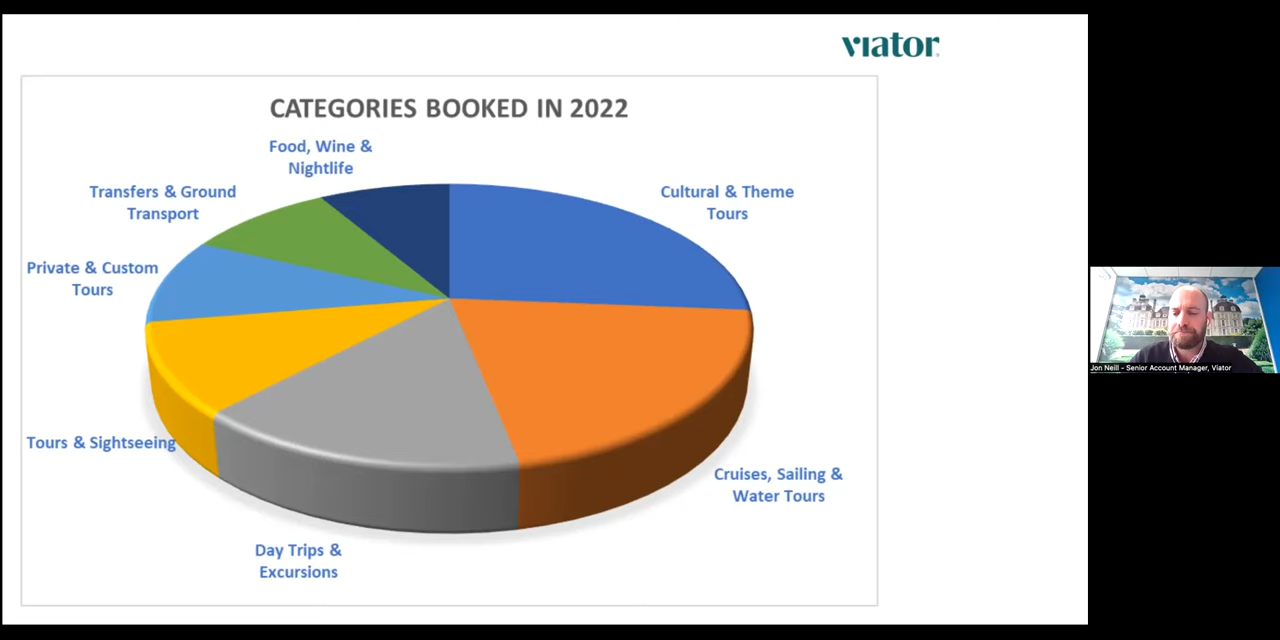 viator
CATEGORIES BOOKED IN 2022
Food, Wine &
Nightlife
Transfers & Ground
Transport
Cultural & Theme
Tours
Private & Custom
Tours
Tours & Sightseeing
Cruises, Sailing &
Water Tours
Day Trips &
Excursions
Jon Neill - Senior Account Manager, Viator